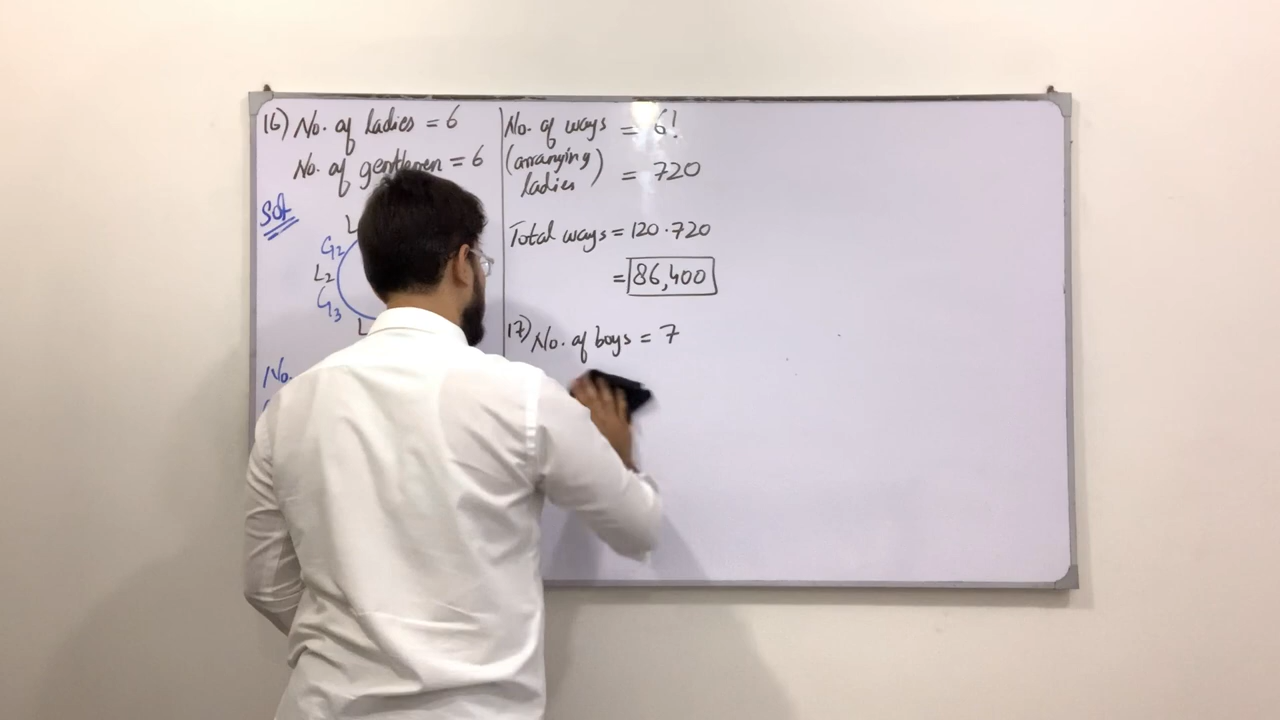 16) No. of ladies = 6
No. of gentlemen = 6
Sol
L
G2
L2
G3
L
No.
No. of ways = 6!
(arranging ladies) = 720
Total ways = 120.720
= 86,400
17) No. of boys = 7